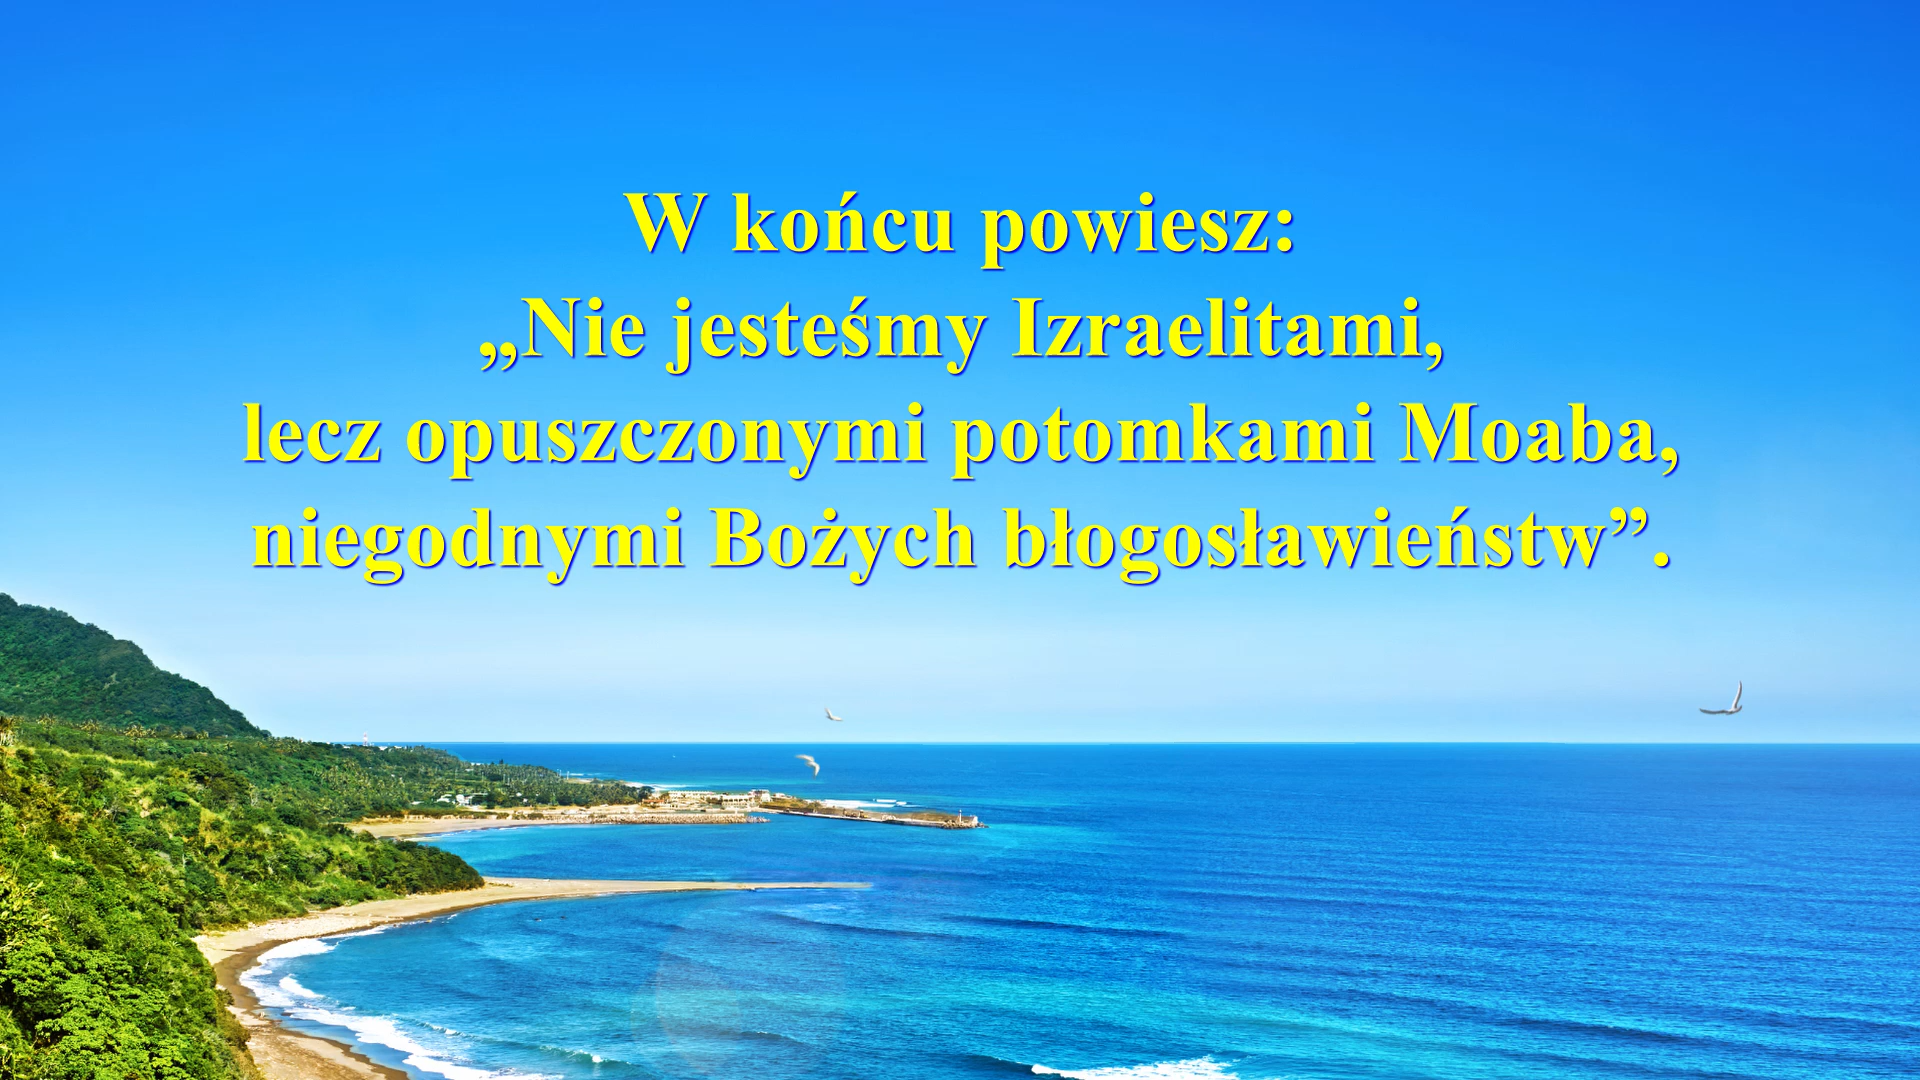 W końcu powiesz:
„Nie jesteśmy Izraelitami,
lecz opuszczonymi potomkami Moaba,
niegodnymi Bożych błogosławieństw”.